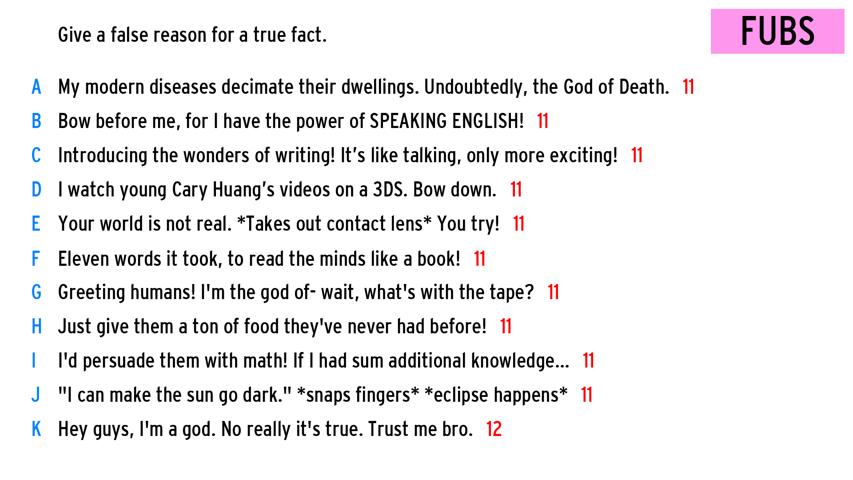 Give a false reason for a true fact.
FUBS
A My modern diseases decimate their dwellings. Undoubtedly, the God of Death. 11
B Bow before me, for I have the power of SPEAKING ENGLISH! 11
C Introducing the wonders of writing! It’s like talking, only more exciting! 11
D I watch young Cary Huang’s videos on a 3DS. Bow down. 11
E Your world is not real. *Takes out contact lens* You try! 11
F Eleven words it took, to read the minds like a book! 11
G Greeting humans! I'm the god of- wait, what's with the tape? 11
H Just give them a ton of food they've never had before! 11
I I'd persuade them with math! If I had sum additional knowledge... 11
J "I can make the sun go dark." *snaps fingers* *eclipse happens* 11
K Hey guys, I'm a god. No really it's true. Trust me bro. 12